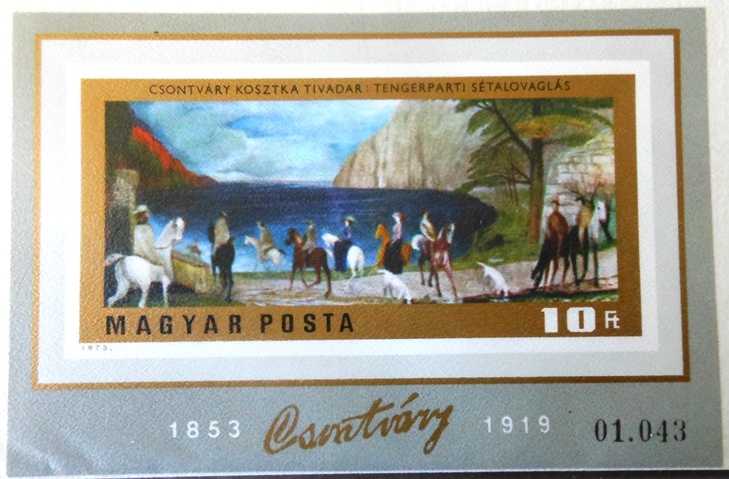 CSONTVÁRY KOSZTKA TIVADAR: TENGERPARTI SÉTALOVAGLÁS
MAGYAR POSTA 10 Ft
1973.
1853 Csontváry 1919 01.043